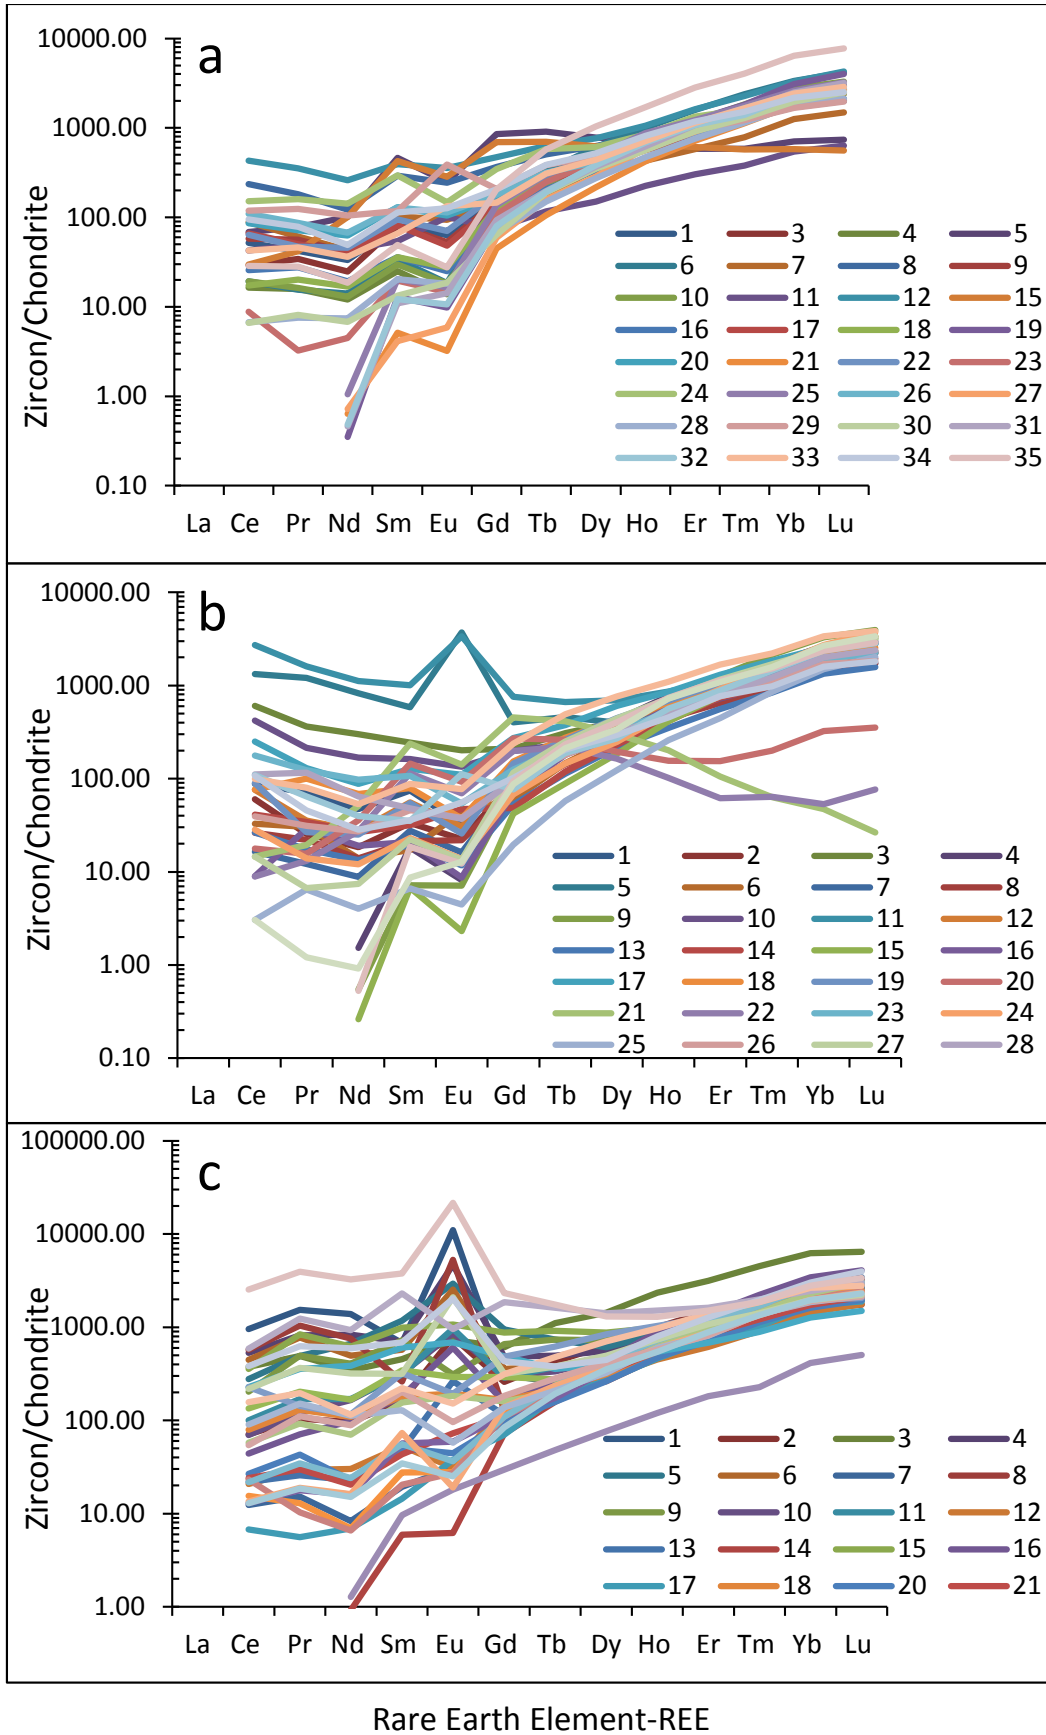 a
10000.00
1000.00
100.00
10.00
1.00
0.10
Zircon/Chondrite
1 3 4 5
6 7 8 9
10 11 12 15
16 17 18 19
20 21 22 23
24 25 26 27
28 29 30 31
32 33 34 35
La Ce Pr Nd Sm Eu Gd Tb Dy Ho Er Tm Yb Lu
b
10000.00
1000.00
100.00
10.00
1.00
0.10
Zircon/Chondrite
1 2 3 4
5 6 7 8
9 10 11 12
13 14 15 16
17 18 19 20
21 22 23 24
25 26 27 28
La Ce Pr Nd Sm Eu Gd Tb Dy Ho Er Tm Yb Lu
c
100000.00
10000.00
1000.00
100.00
10.00
1.00
Zircon/Chondrite
1 2 3 4
5 6 7 8
9 10 11 12
13 14 15 16
17 18 20 21
La Ce Pr Nd Sm Eu Gd Tb Dy Ho Er Tm Yb Lu
Rare Earth Element-REE